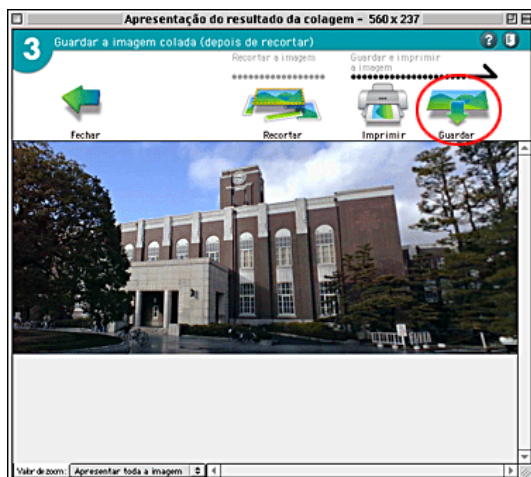 Apresentação do resultado da colagem - 560 x 237
3 Guardar a imagem colada (depois de recortar)
Recortar a imagem
Guardar e imprimir
a imagem
Fechar
Recortar
Imprimir
Guardar
Valor de zoom: Apresentar toda a imagem